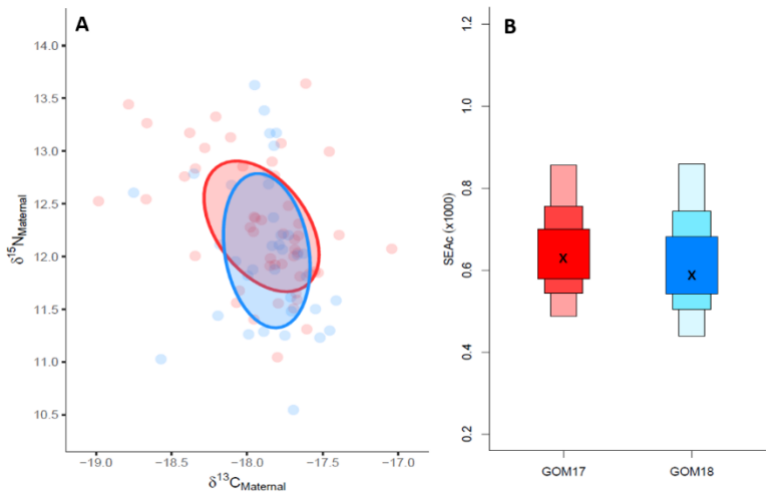 A
14.0
13.5
13.0
12.5
12.0
11.5
11.0
10.5
δ15NMaternal
−19.0 −18.5 −18.0 −17.5 −17.0
δ13CMaternal
B
1.2
1.0
0.8
0.6
0.4
0.2
SEAc (x1000)
X X
GOM17 GOM18